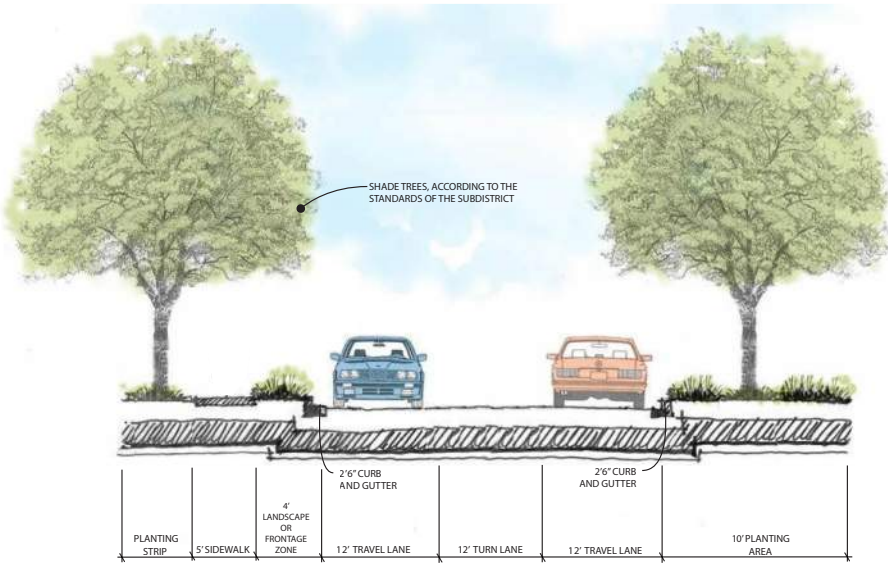 SHADE TREES, ACCORDING TO THE
STANDARDS OF THE SUBDISTRICT
2'6" CURB
AND GUTTER
2'6" CURB
AND GUTTER
PLANTING
STRIP
5' SIDEWALK
4'
LANDSCAPE
OR
FRONTAGE
ZONE
12' TRAVEL LANE
12' TURN LANE
12' TRAVEL LANE
10' PLANTING
AREA